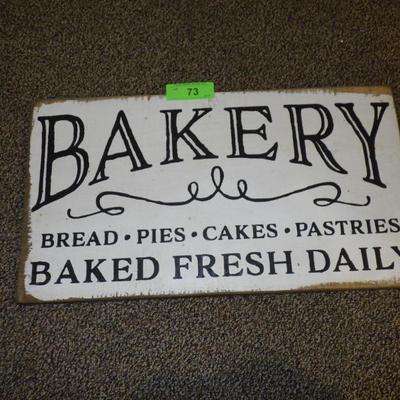 73
BAKERY
BREAD • PIES • CAKES • PASTRIES
BAKED FRESH DAILY